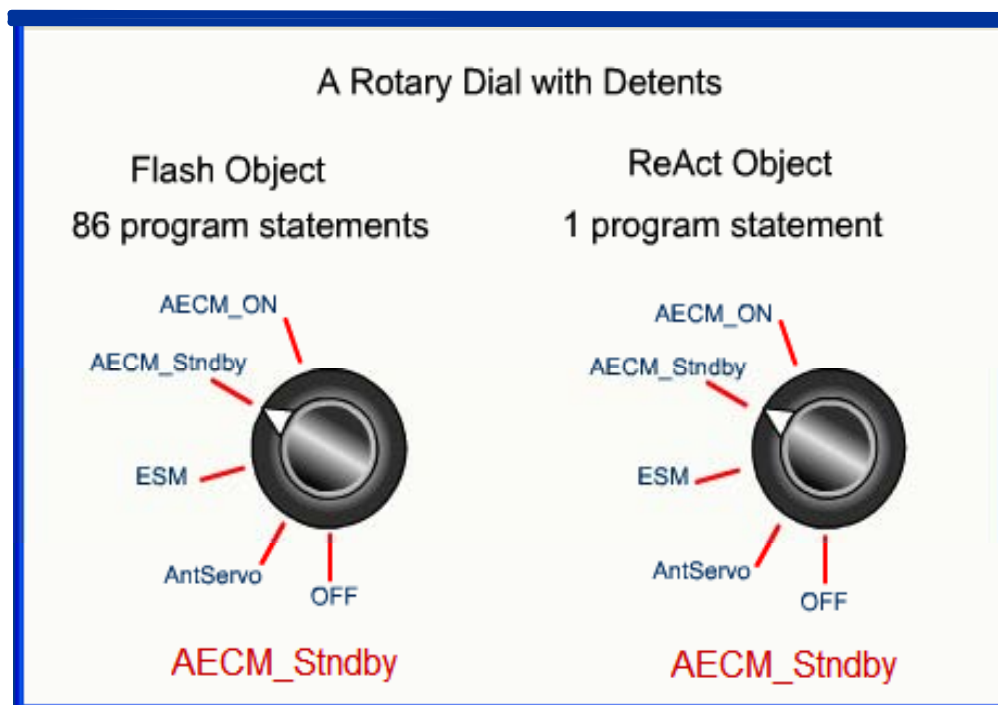 A Rotary Dial with Detents
Flash Object
86 program statements
AECM_ON
AECM_Stndby
ESM
AntServo
OFF
AECM_Stndby
ReAct Object
1 program statement
AECM_ON
AECM_Stndby
ESM
AntServo
OFF
AECM_Stndby